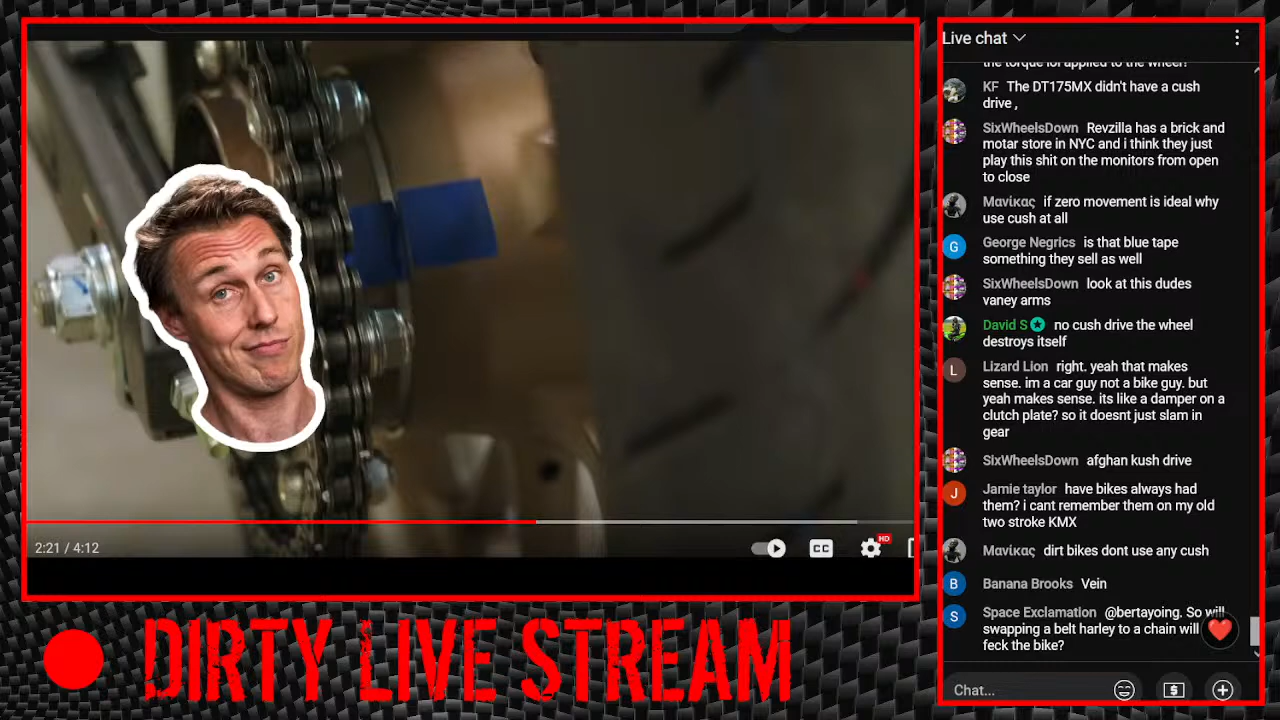 Live chat
the torque foi applied to the wheel?
KF The DT175MX didn't have a cush
drive ,
SixWheelsDown Revzilla has a brick and
motar store in NYC and i think they just
play this shit on the monitors from open
to close
Μανίκας if zero movement is ideal why
use cush at all
George Negrics is that blue tape
something they sell as well
SixWheelsDown look at this dudes
vaney arms
David S no cush drive the wheel
destroys itself
Lizard Lion right. yeah that makes
sense. im a car guy not a bike guy. but
yeah makes sense. its like a damper on a
clutch plate? so it doesnt just slam in
gear
SixWheelsDown afghan kush drive
Jamie taylor have bikes always had
them? i cant remember them on my old
two stroke KMX
Μανίκας dirt bikes dont use any cush
Banana Brooks Vein
Space Exclamation @bertayoing. So will
swapping a belt harley to a chain will
feck the bike?
Chat...
2:21 / 4:12
CC
HD
DIRTY LIVE STREAM
G
L
J
B
S